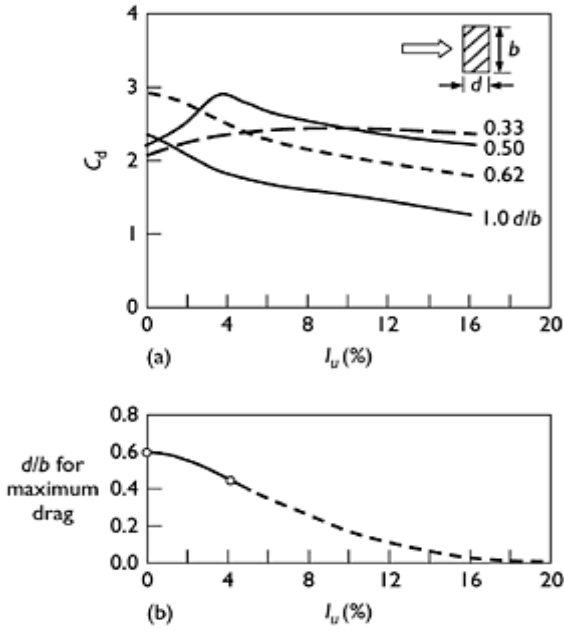 4
3
2
1
0
C_d
b
d
0.33
0.50
0.62
1.0 d/b
0 4 8 12 16 20
(a) I_u (%)
0.8
0.6
0.4
0.2
0.0
d/b for
maximum
drag
0 4 8 12 16 20
(b) I_u (%)